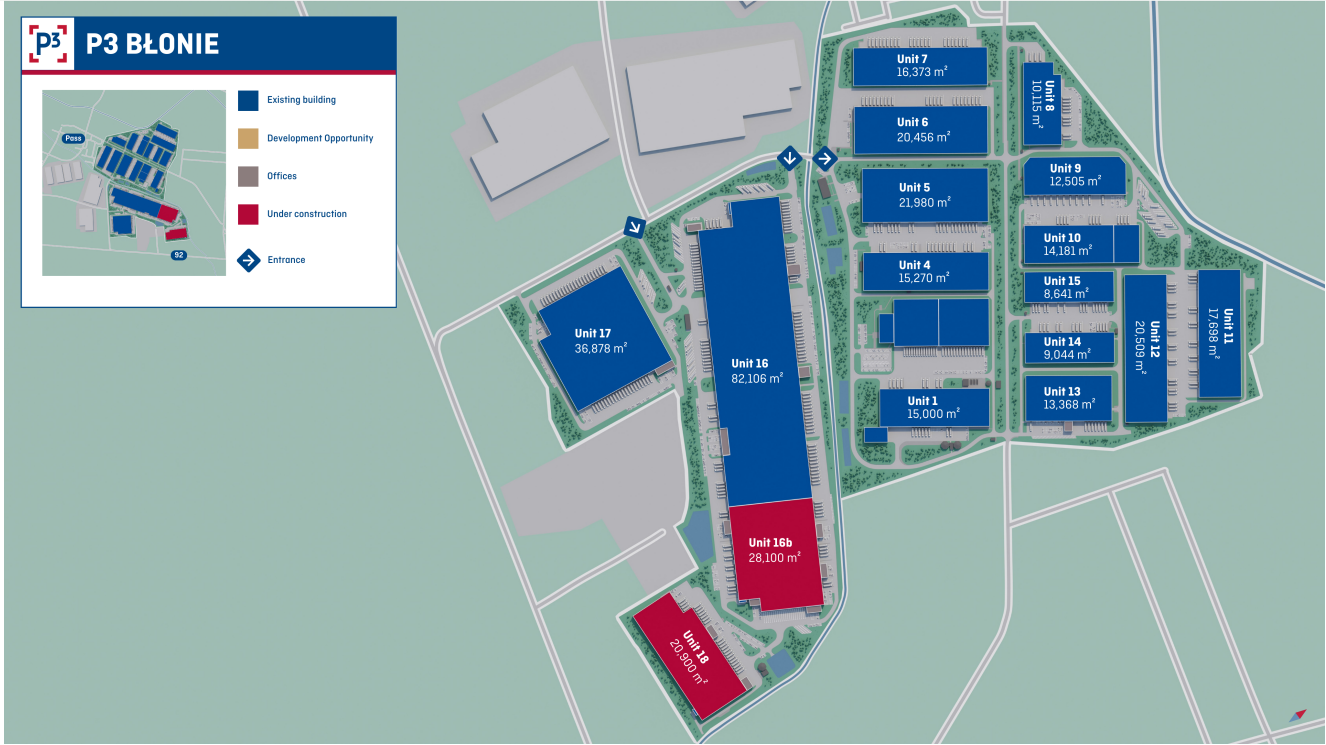 P3
P3 BŁONIE
Pass
92
Existing building
Development Opportunity
Offices
Under construction
Entrance
Unit 7
16,373 m²
Unit 6
20,456 m²
Unit 5
21,980 m²
Unit 4
15,270 m²
Unit 1
15,000 m²
Unit 8
10,115 m²
Unit 9
12,505 m²
Unit 10
14,181 m²
Unit 15
8,641 m²
Unit 14
9,044 m²
Unit 13
13,368 m²
Unit 12
20,509 m²
Unit 11
17,698 m²
Unit 17
36,878 m²
Unit 16
82,106 m²
Unit 16b
28,100 m²
Unit 18
20,900 m²